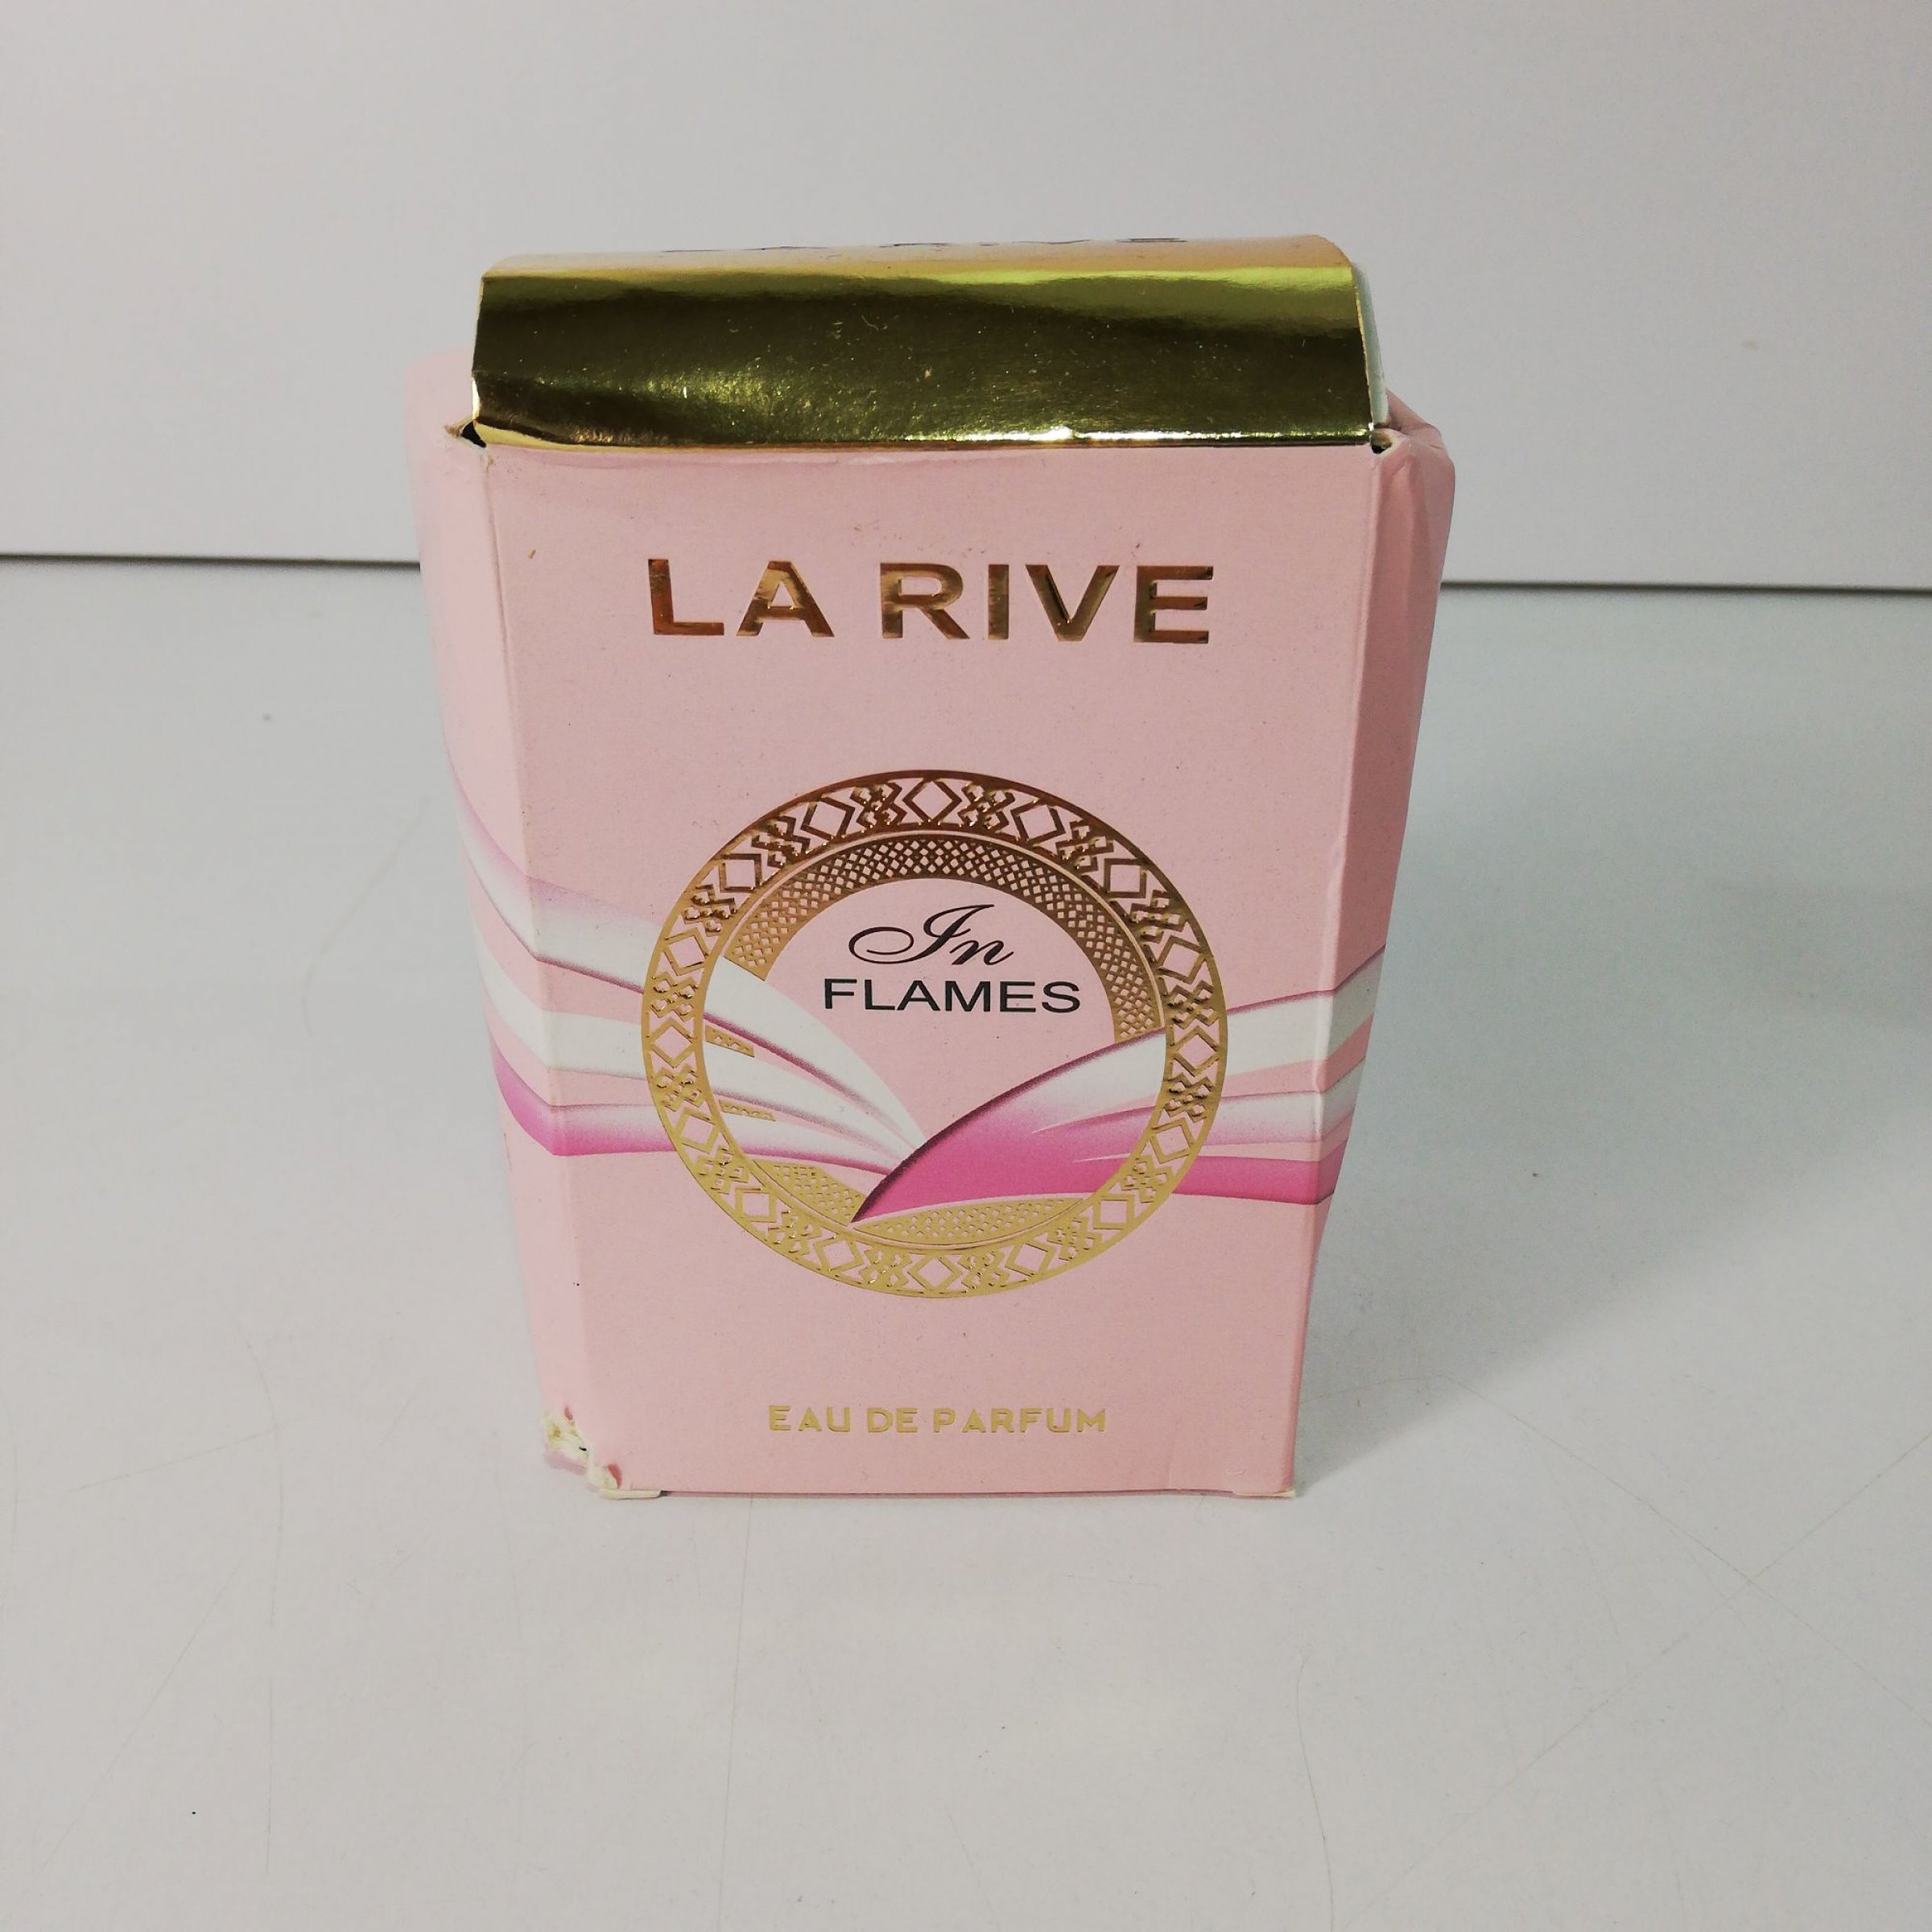 LA RIVE
In
FLAMES
EAU DE PARFUM